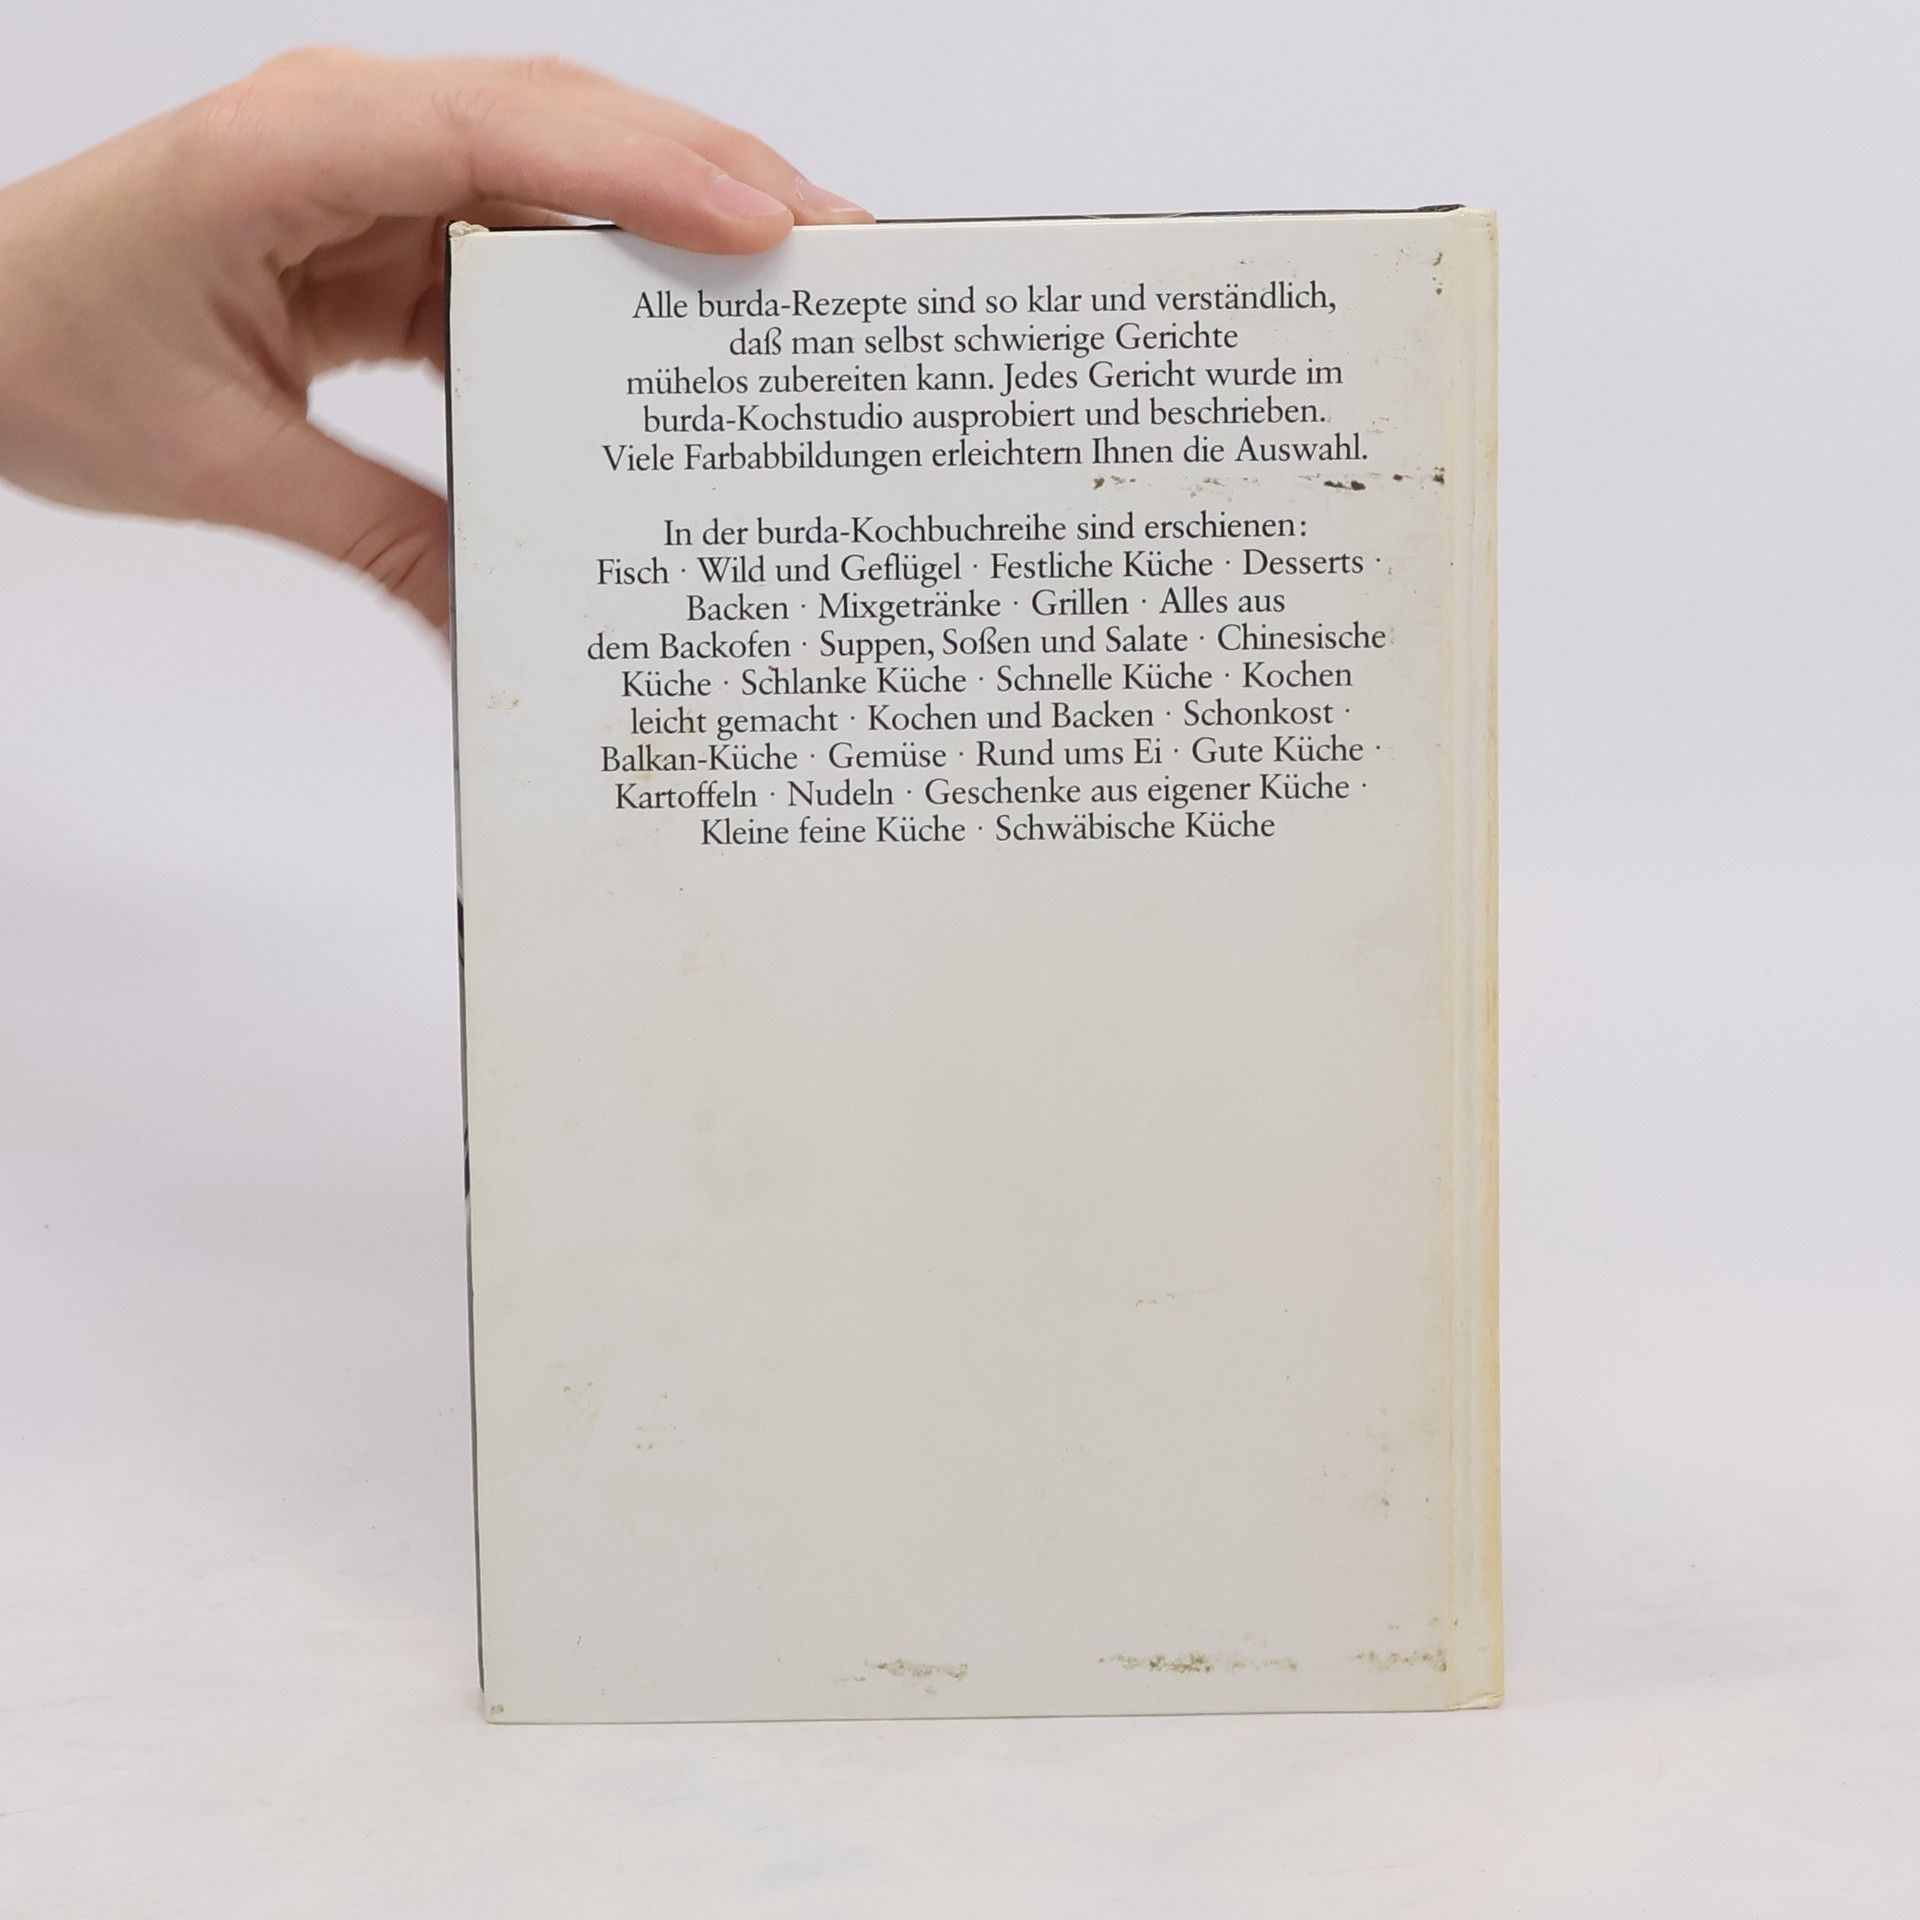 Alle burda-Rezepte sind so klar und verständlich,
daß man selbst schwierige Gerichte
mühelos zubereiten kann. Jedes Gericht wurde im
burda-Kochstudio ausprobiert und beschrieben.
Viele Farbabbildungen erleichtern Ihnen die Auswahl.
In der burda-Kochbuchreihe sind erschienen:
Fisch · Wild und Geflügel · Festliche Küche · Desserts ·
Backen · Mixgetränke · Grillen · Alles aus
dem Backofen · Suppen, Soßen und Salate · Chinesische
Küche · Schlanke Küche · Schnelle Küche · Kochen
leicht gemacht · Kochen und Backen · Schonkost ·
Balkan-Küche · Gemüse · Rund ums Ei · Gute Küche ·
Kartoffeln · Nudeln · Geschenke aus eigener Küche ·
Kleine feine Küche · Schwäbische Küche